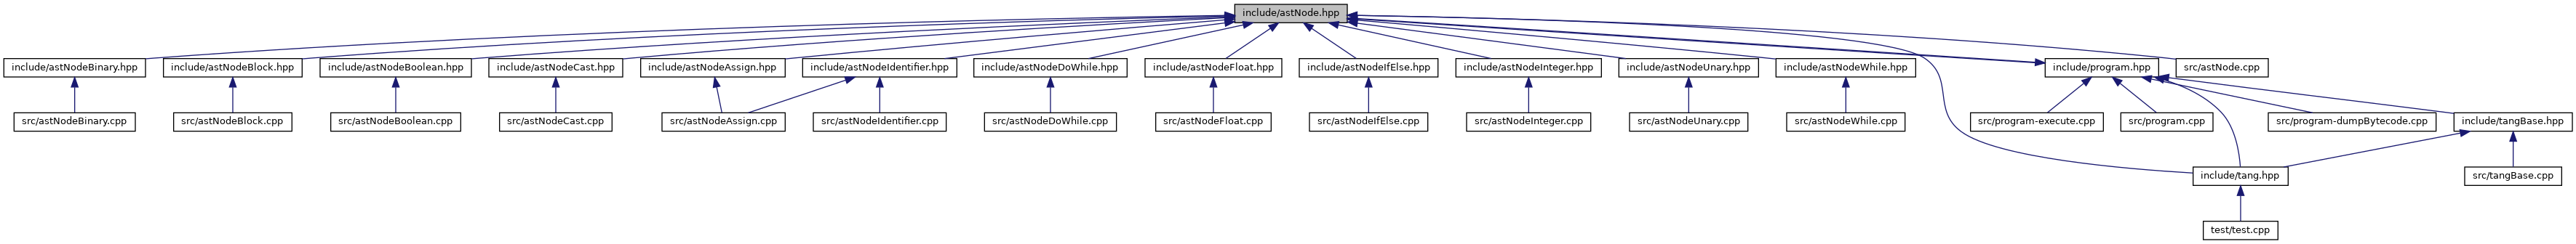 include/astNode.hpp
include/astNodeBinary.hpp
include/astNodeBlock.hpp
include/astNodeBoolean.hpp
include/astNodeCast.hpp
include/astNodeAssign.hpp
include/astNodeIdentifier.hpp
include/astNodeDoWhile.hpp
include/astNodeFloat.hpp
include/astNodeIfElse.hpp
include/astNodeInteger.hpp
include/astNodeUnary.hpp
include/astNodeWhile.hpp
include/program.hpp
src/astNode.cpp
src/astNodeBinary.cpp
src/astNodeBlock.cpp
src/astNodeBoolean.cpp
src/astNodeCast.cpp
src/astNodeAssign.cpp
src/astNodeIdentifier.cpp
src/astNodeDoWhile.cpp
src/astNodeFloat.cpp
src/astNodeIfElse.cpp
src/astNodeInteger.cpp
src/astNodeUnary.cpp
src/astNodeWhile.cpp
src/program-execute.cpp
src/program.cpp
src/program-dumpBytecode.cpp
include/tangBase.hpp
include/tang.hpp
src/tangBase.cpp
test/test.cpp